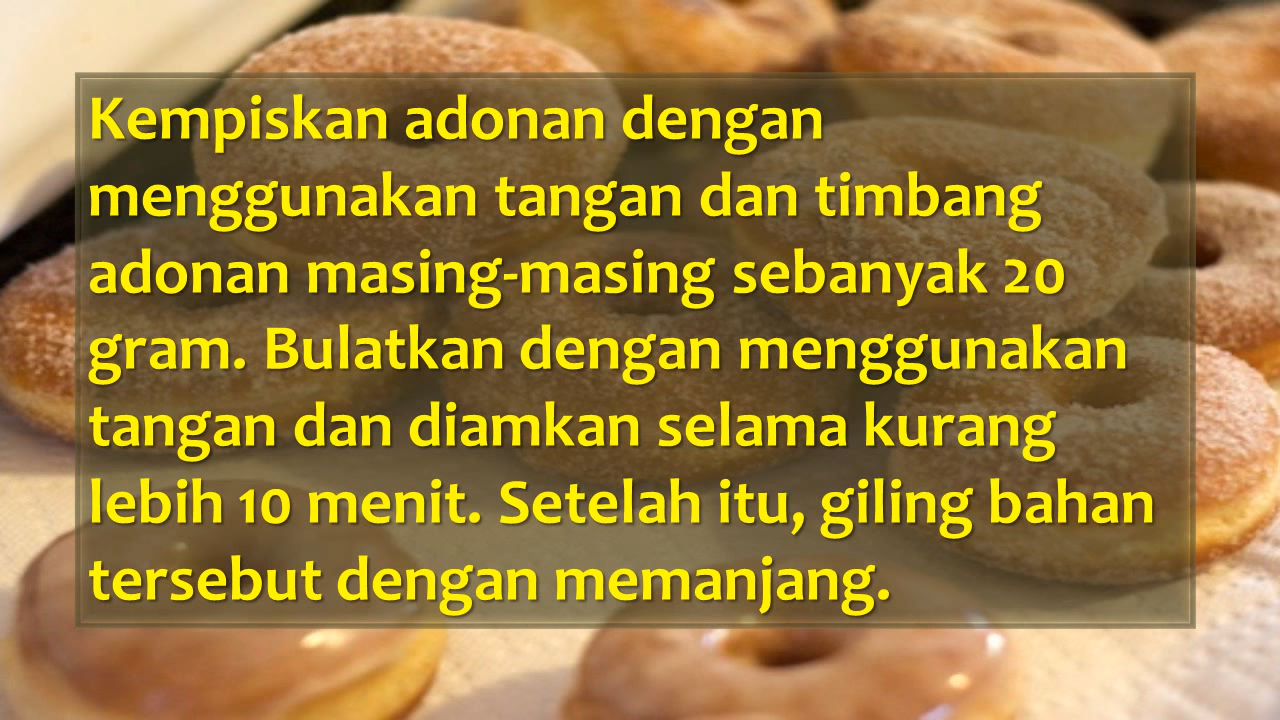 Kempiskan adonan dengan
menggunakan tangan dan timbang
adonan masing-masing sebanyak 20
gram. Bulatkan dengan menggunakan
tangan dan diamkan selama kurang
lebih 10 menit. Setelah itu, giling bahan
tersebut dengan memanjang.